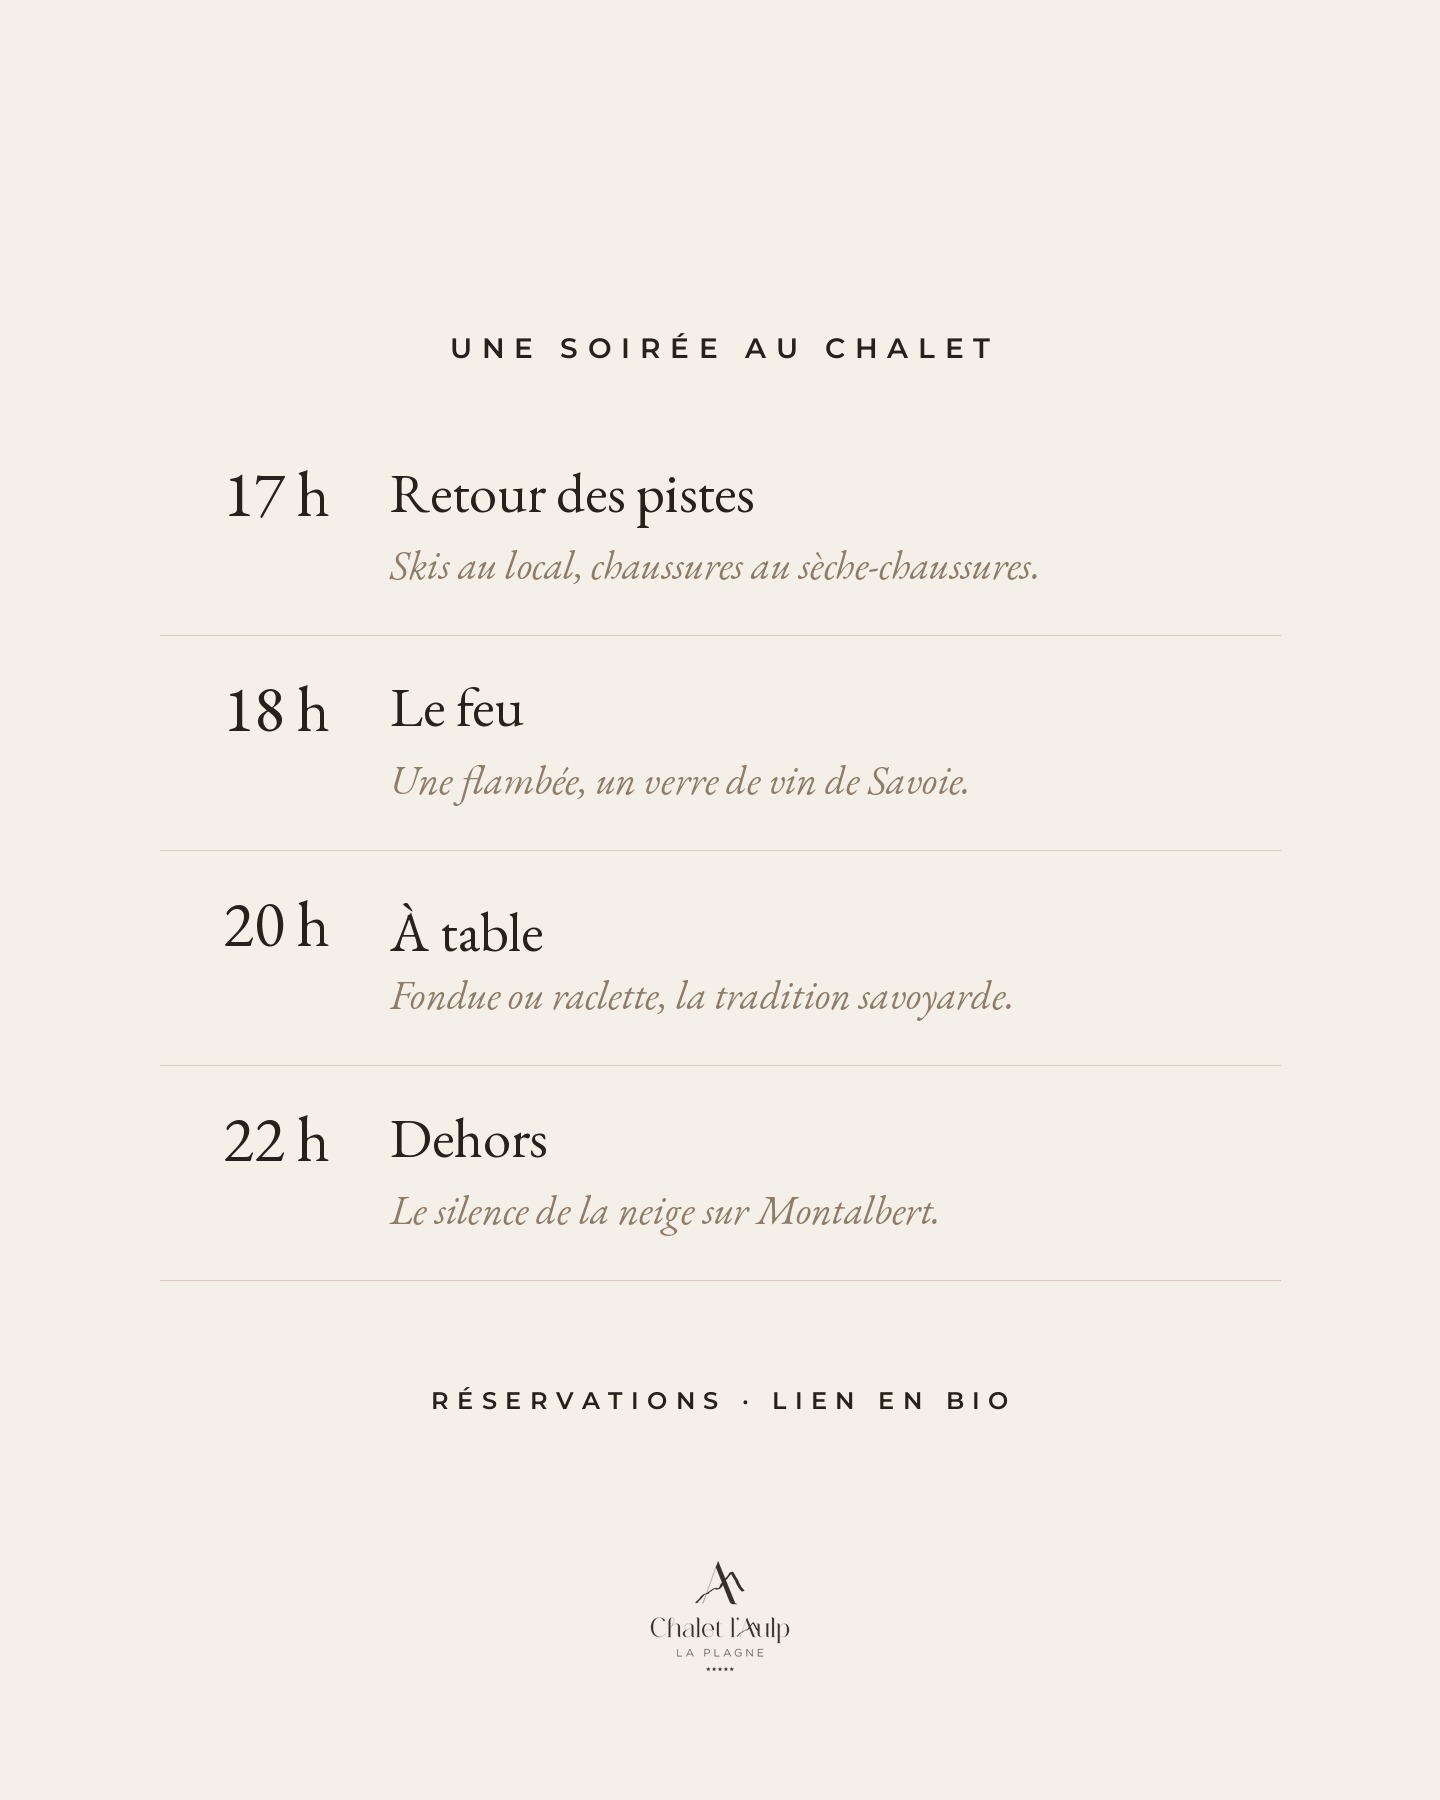 UNE SOIRÉE AU CHALET
17 h Retour des pistes
Skis au local, chaussures au sèche-chaussures.
18 h Le feu
Une flambée, un verre de vin de Savoie.
20 h À table
Fondue ou raclette, la tradition savoyarde.
22 h Dehors
Le silence de la neige sur Montalbert.
RÉSERVATIONS · LIEN EN BIO
Chalet l'Aulp
LA PLAGNE
★★★★★